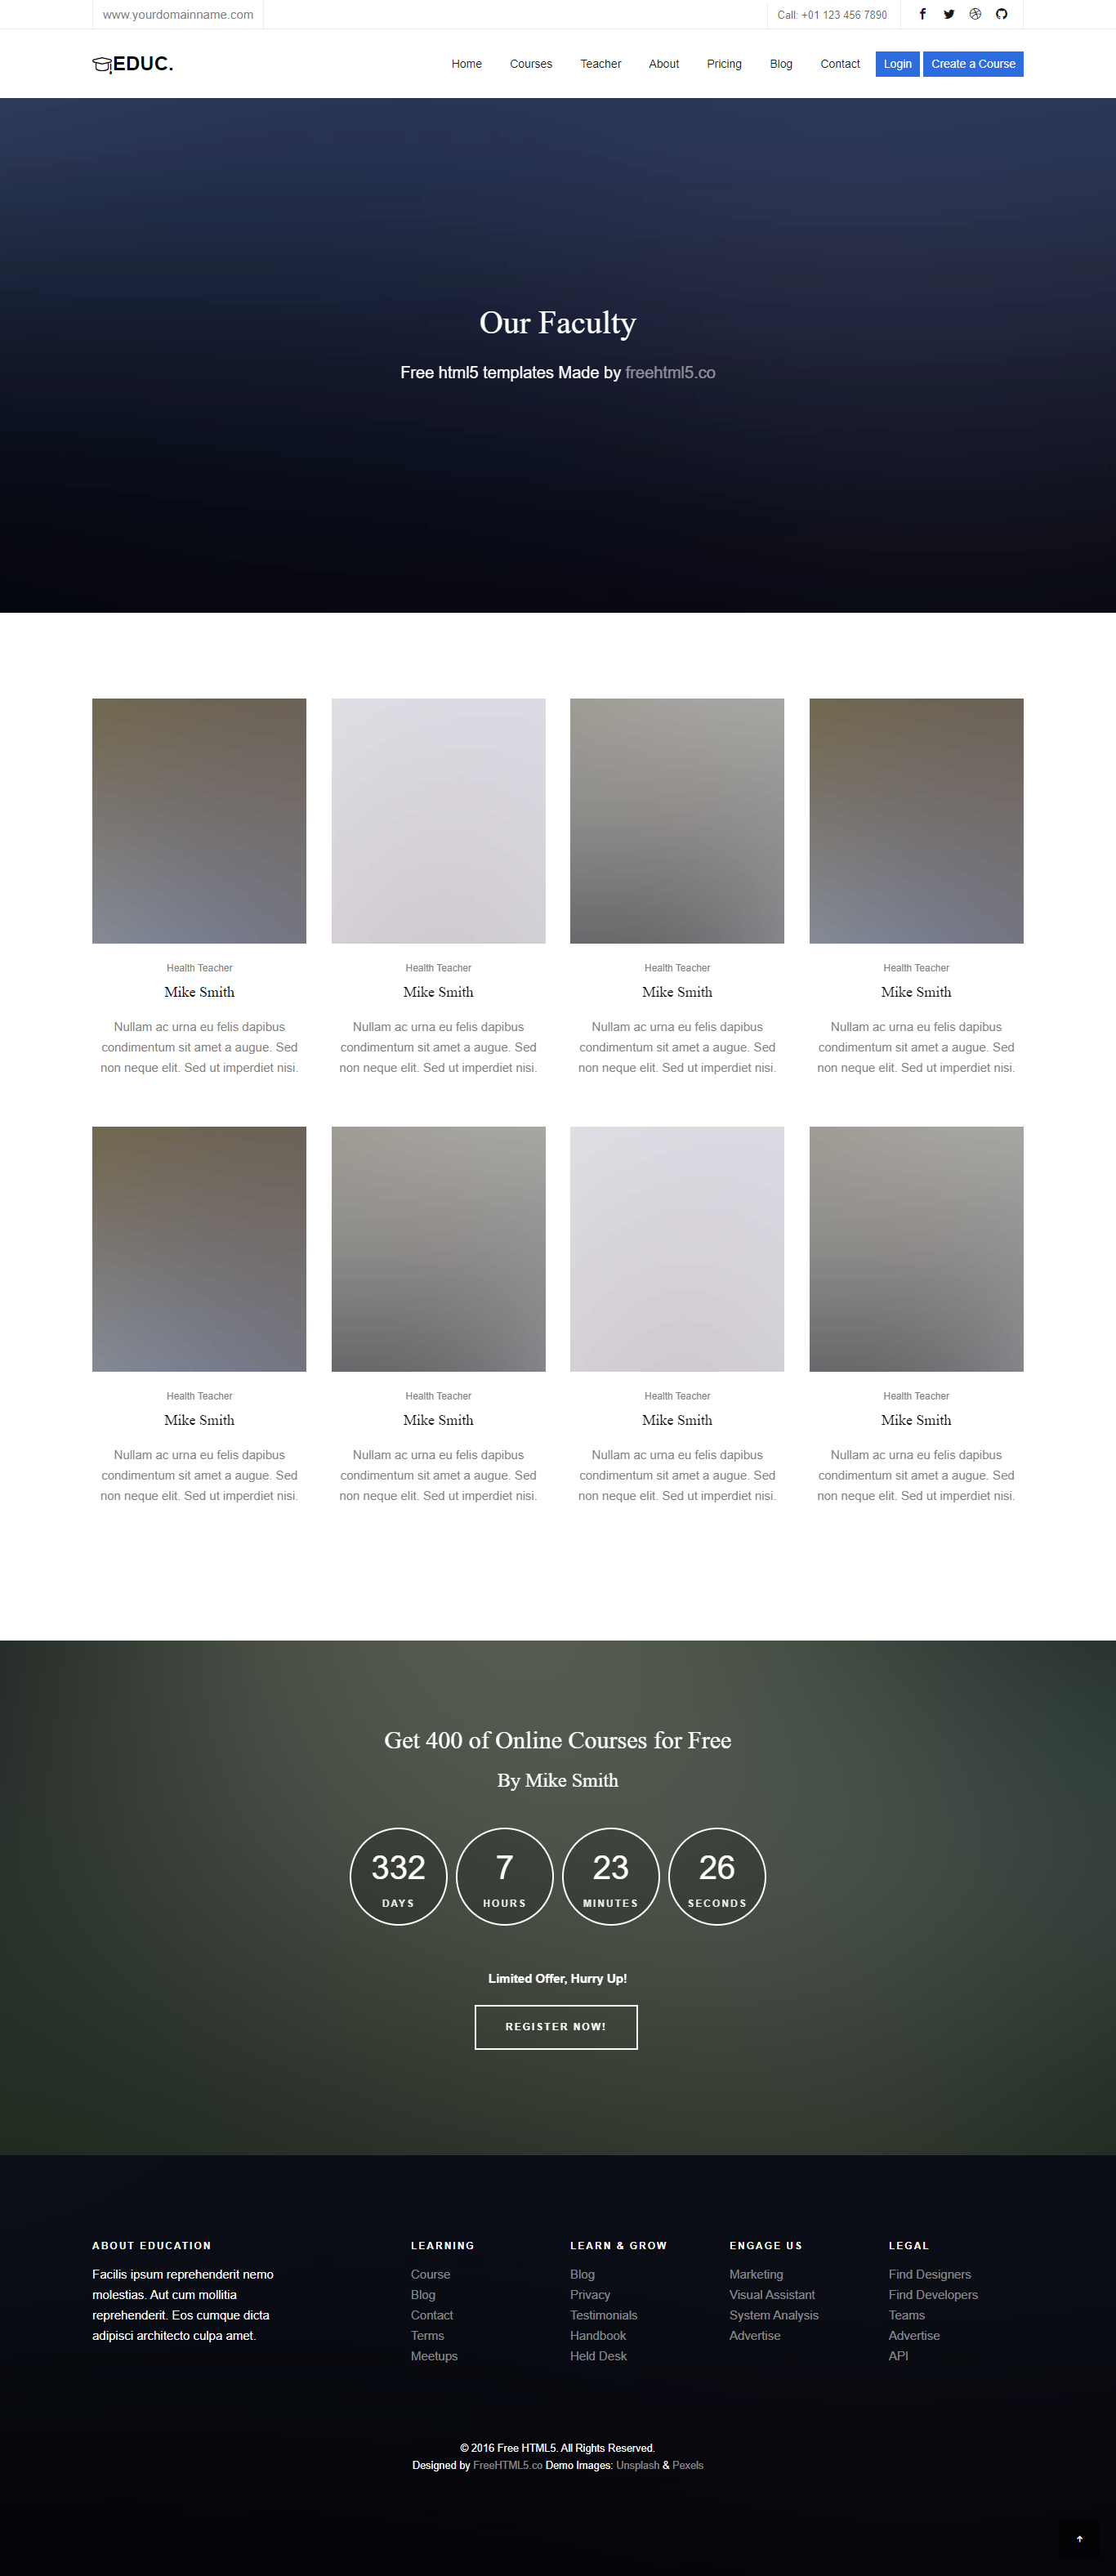 www.yourdomainname.com
Call: +01 123 456 7890
EDUC.
Home Courses Teacher About Pricing Blog Contact Login Create a Course
Our Faculty
Free html5 templates Made by freehtml5.co
Health Teacher
Mike Smith
Nullam ac urna eu felis dapibus
condimentum sit amet a augue. Sed
non neque elit. Sed ut imperdiet nisi.
Health Teacher
Mike Smith
Nullam ac urna eu felis dapibus
condimentum sit amet a augue. Sed
non neque elit. Sed ut imperdiet nisi.
Health Teacher
Mike Smith
Nullam ac urna eu felis dapibus
condimentum sit amet a augue. Sed
non neque elit. Sed ut imperdiet nisi.
Health Teacher
Mike Smith
Nullam ac urna eu felis dapibus
condimentum sit amet a augue. Sed
non neque elit. Sed ut imperdiet nisi.
Health Teacher
Mike Smith
Nullam ac urna eu felis dapibus
condimentum sit amet a augue. Sed
non neque elit. Sed ut imperdiet nisi.
Health Teacher
Mike Smith
Nullam ac urna eu felis dapibus
condimentum sit amet a augue. Sed
non neque elit. Sed ut imperdiet nisi.
Health Teacher
Mike Smith
Nullam ac urna eu felis dapibus
condimentum sit amet a augue. Sed
non neque elit. Sed ut imperdiet nisi.
Health Teacher
Mike Smith
Nullam ac urna eu felis dapibus
condimentum sit amet a augue. Sed
non neque elit. Sed ut imperdiet nisi.
Get 400 of Online Courses for Free
By Mike Smith
332
DAYS
7
HOURS
23
MINUTES
26
SECONDS
Limited Offer, Hurry Up!
REGISTER NOW!
ABOUT EDUCATION
Facilis ipsum reprehenderit nemo
molestias. Aut cum mollitia
reprehenderit. Eos cumque dicta
adipisci architecto culpa amet.
LEARNING
Course
Blog
Contact
Terms
Meetups
LEARN & GROW
Blog
Privacy
Testimonials
Handbook
Held Desk
ENGAGE US
Marketing
Visual Assistant
System Analysis
Advertise
LEGAL
Find Designers
Find Developers
Teams
Advertise
API
© 2016 Free HTML5. All Rights Reserved.
Designed by FreeHTML5.co Demo Images: Unsplash & Pexels